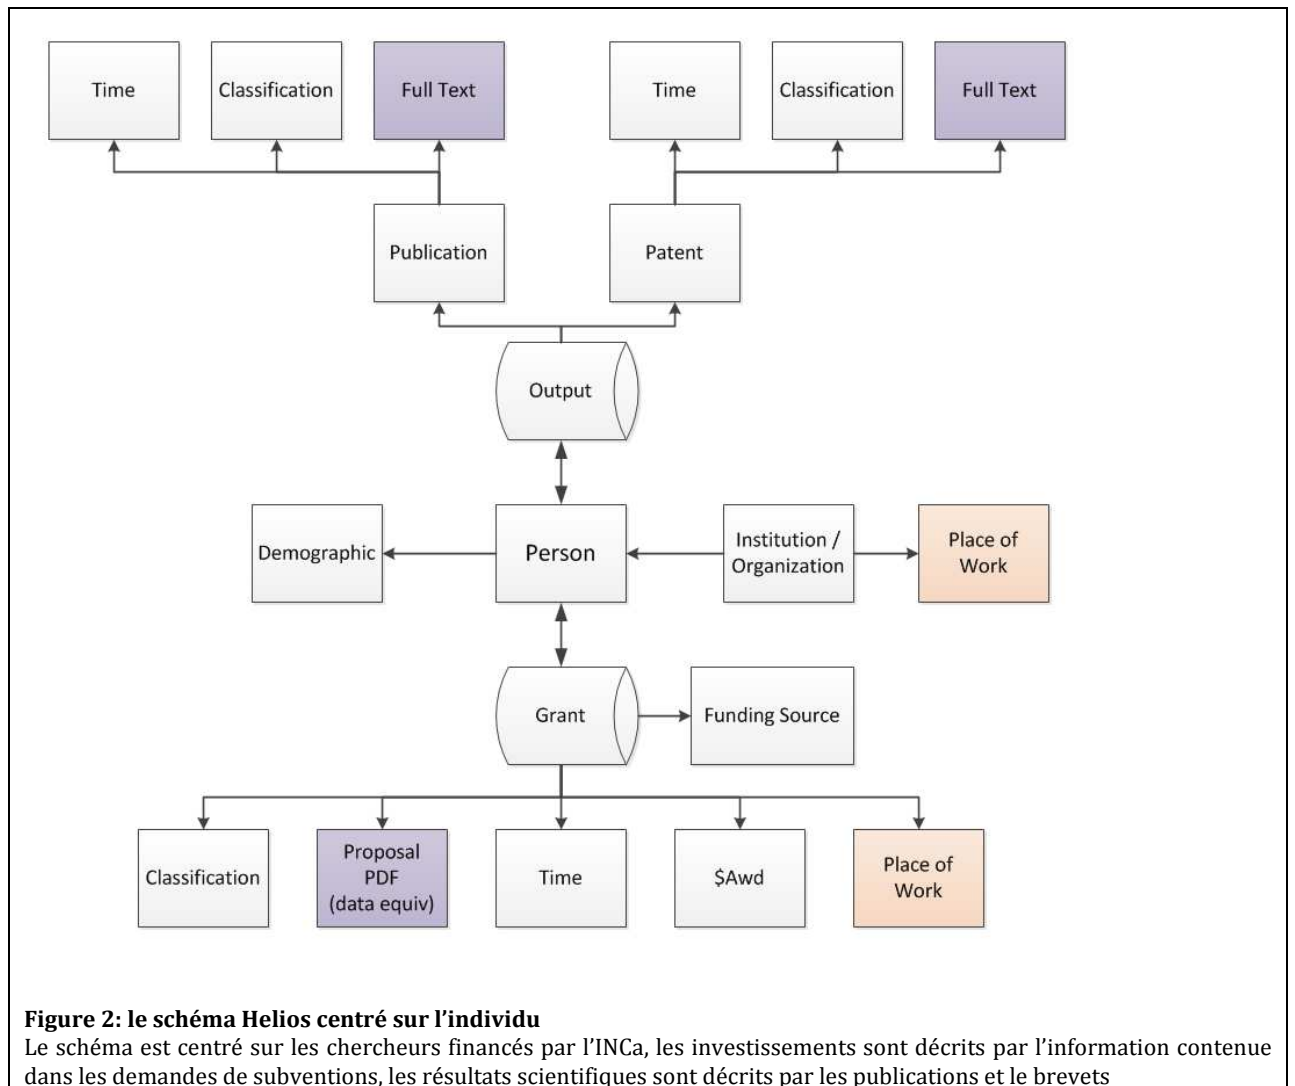 Time
Classification
Full Text
Time
Classification
Full Text
Publication
Patent
Output
Demographic
Person
Institution /
Organization
Place of
Work
Grant
Funding Source
Classification
Proposal
PDF
(data equiv)
Time
$Awd
Place of
Work
Figure 2: le schéma Helios centré sur l’individu
Le schéma est centré sur les chercheurs financés par l’INCa, les investissements sont décrits par l’information contenue
dans les demandes de subventions, les résultats scientifiques sont décrits par les publications et le brevets